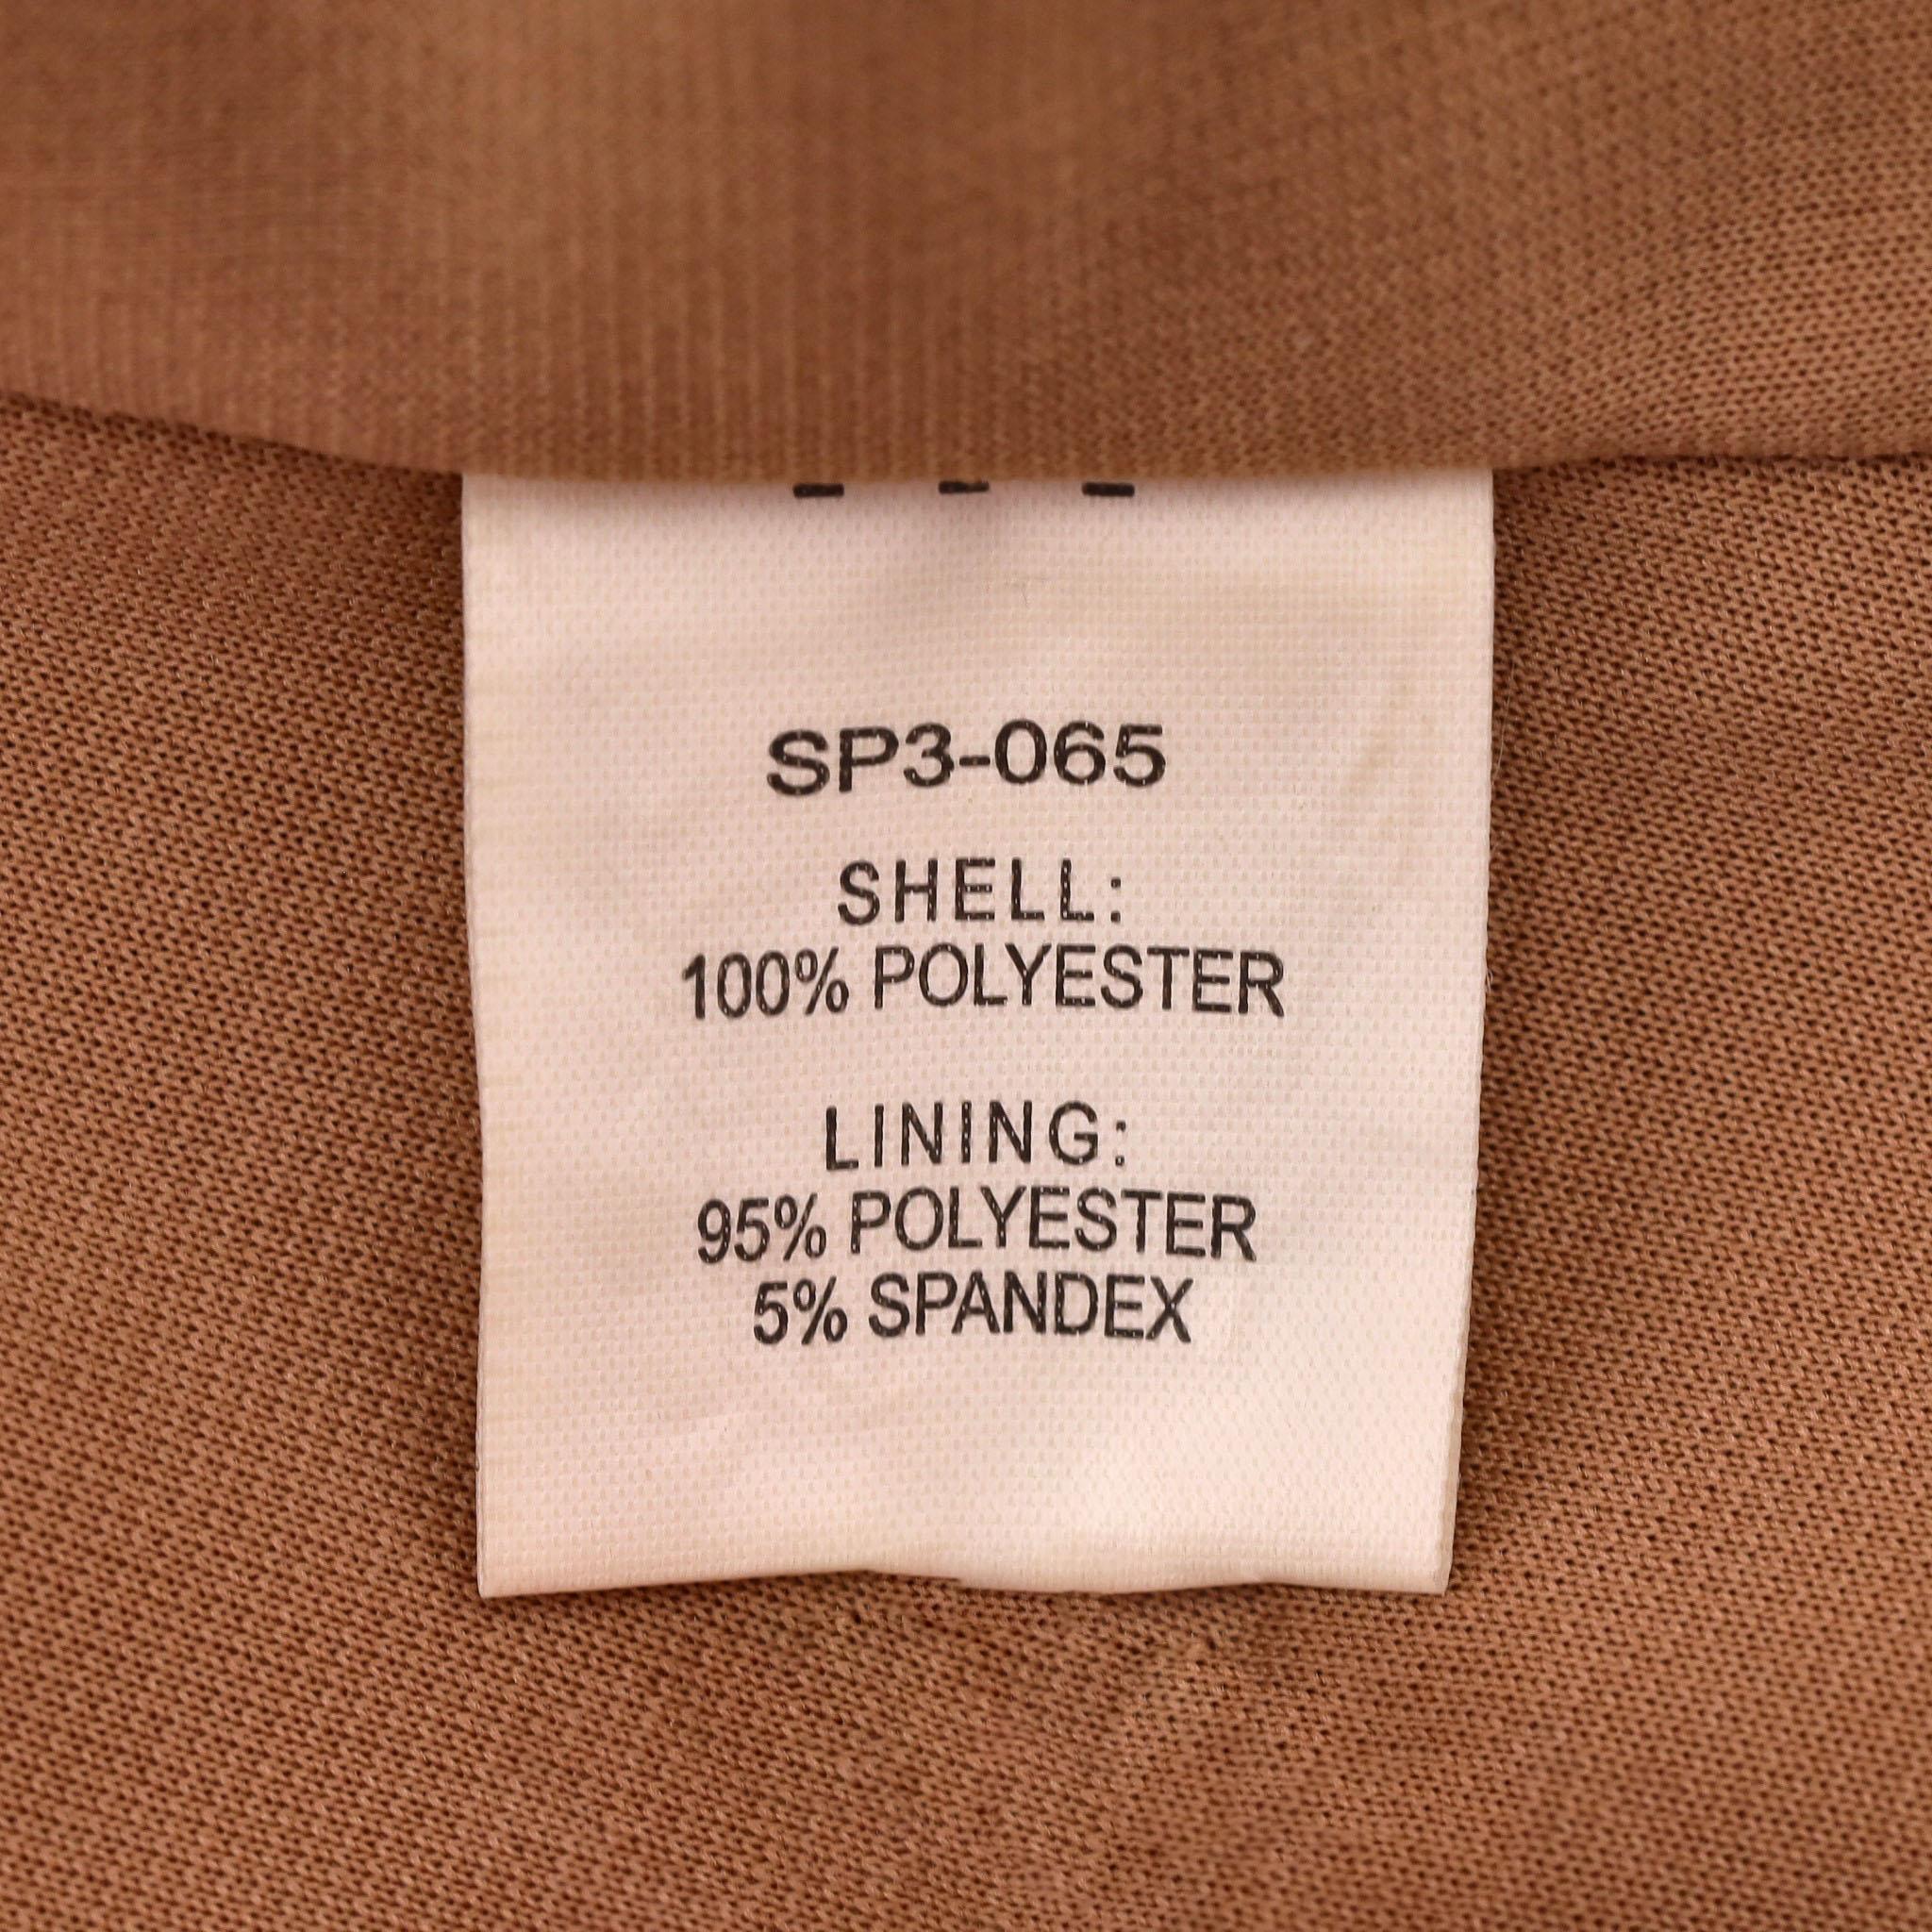 SP3-065
SHELL:
100% POLYESTER
LINING:
95% POLYESTER
5% SPANDEX